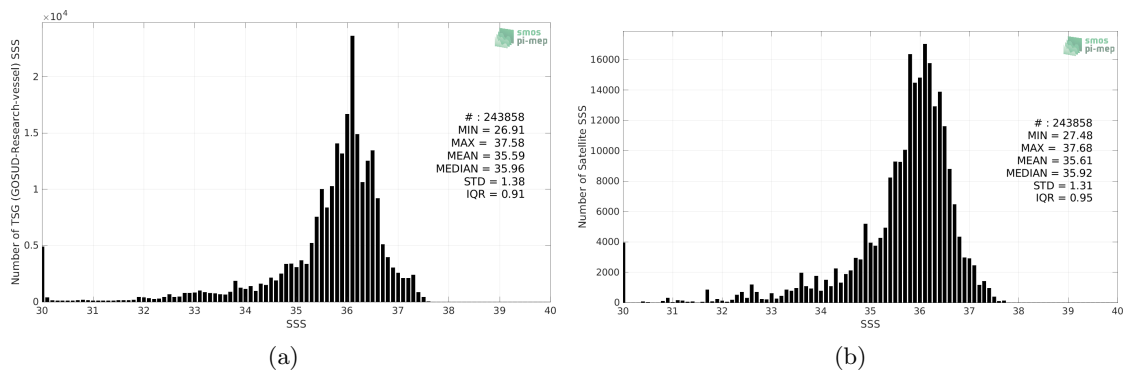 ×10⁴
Number of TSG (GOSUD-Research-vessel) SSS
2
1.5
1
0.5
0
30 31 32 33 34 35 36 37 38 39 40
SSS
smos
pi-mep
# : 243858
MIN = 26.91
MAX = 37.58
MEAN = 35.59
MEDIAN = 35.96
STD = 1.38
IQR = 0.91
(a)
Number of Satellite SSS
16000
14000
12000
10000
8000
6000
4000
2000
0
30 31 32 33 34 35 36 37 38 39 40
SSS
smos
pi-mep
# : 243858
MIN = 27.48
MAX = 37.68
MEAN = 35.61
MEDIAN = 35.92
STD = 1.31
IQR = 0.95
(b)